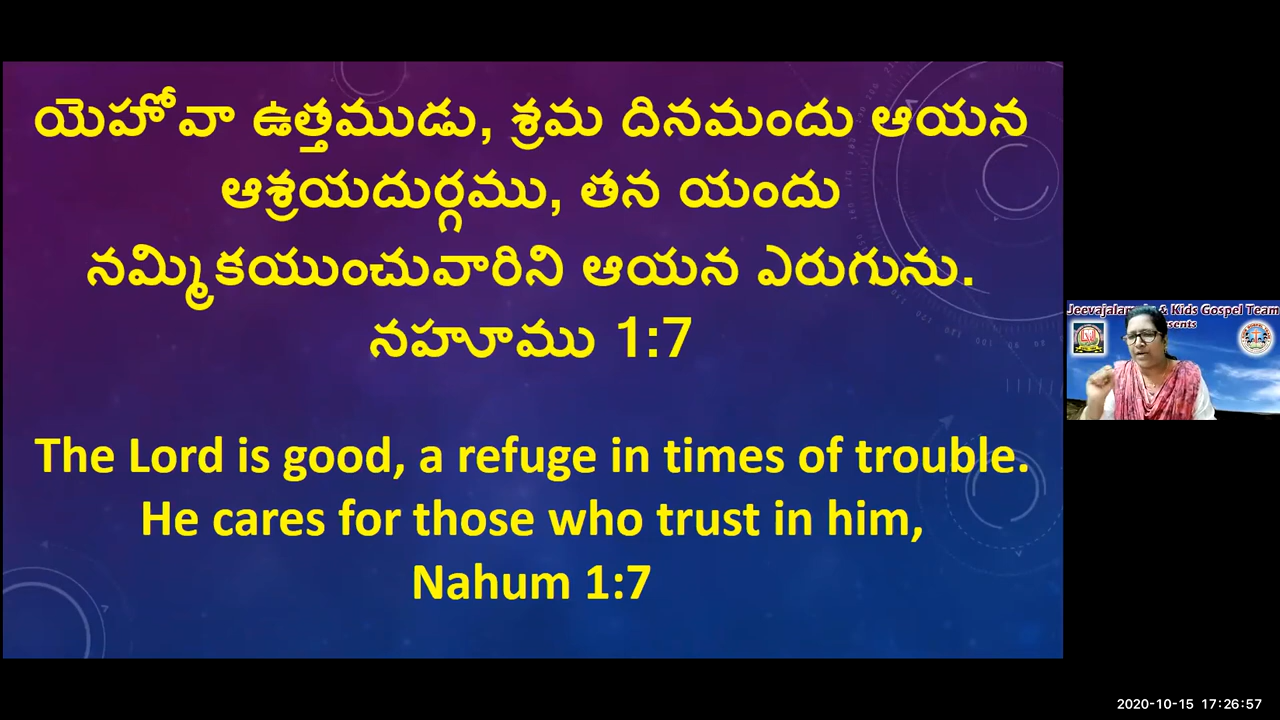 యెహోవా ఉత్తముడు, శ్రమ దినమందు ఆయన
ఆశ్రయదుర్గము, తన యందు
నమ్మికయుంచువారిని ఆయన ఎరుగును.
నహూము 1:7
The Lord is good, a refuge in times of trouble.
He cares for those who trust in him,
Nahum 1:7
& Kids Gospel Team
2020-10-15 17:26:57